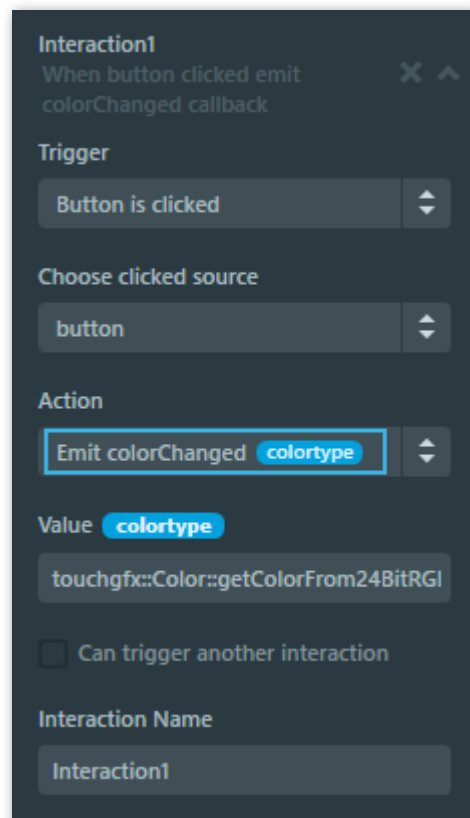 Interaction1
When button clicked emit
colorChanged callback
Trigger
Button is clicked
Choose clicked source
button
Action
Emit colorChanged colortype
Value colortype
touchgfx::Color::getColorFrom24BitRGI
Can trigger another interaction
Interaction Name
Interaction1